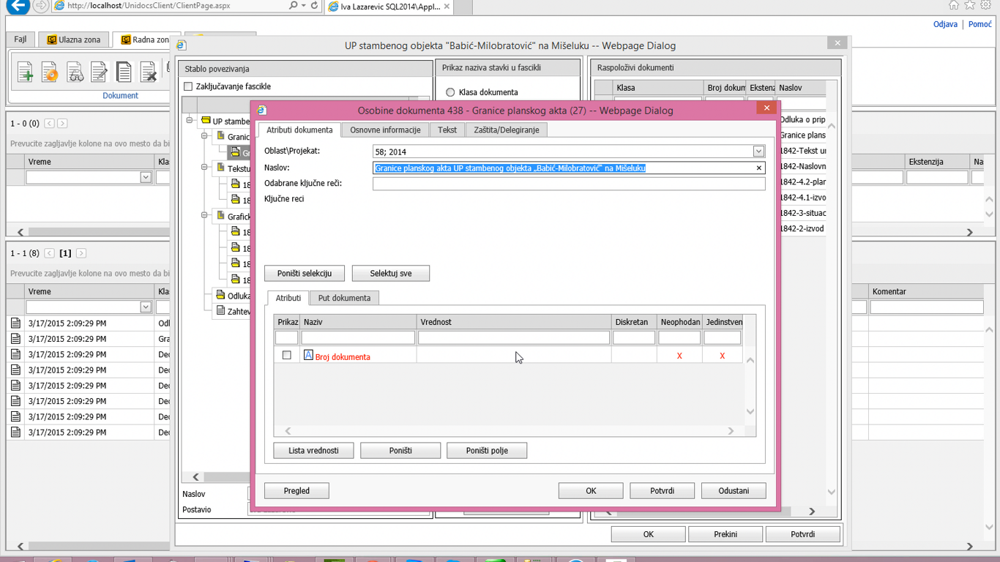 http://localhost/UnidocsClient/ClientPage.aspx
Iva Lazarevic SQL2014\Appl...
Odjava | Pomoć
Fajl
Ulazna zona
Radna zon
UP stambenog objekta "Babić-Milobratović" na Mišeluku -- Webpage Dialog
Document
Stablo povezivanja
Zaključavanje fascikle
Prikaz naziva stavki u fascikli
Klasa dokumenta
Raspoloživi dokumenti
Klasa
Broj dokum
Ekstenz
Naslov
1 - 0 (0)
Prevucite zaglavlje kolone na ovo mesto da bi
Vreme
Klas
UP stambe
Granic
Gr
Tekstu
18
18
Grafičk
18
18
18
18
Odluka
Zahtev
Odluka o prip
Granice plans
1842-Tekst ur
1842-Naslovn
1842-4.2-plar
1842-4.1-izvo
1842-3-situac
1842-2-izvod
Ekstenzija
Na
Osobine dokumenta 438 - Granice planskog akta (27) -- Webpage Dialog
Atributi dokumenta
Osnovne informacije
Tekst
Zaštita/Delegiranje
Oblast\Projekat:
58; 2014
Naslov:
Granice planskog akta UP stambenog objekta „Babić-Milobratović" na Mišeluku
Odabrane ključne reči:
Ključne reci
Poništi selekciju
Selektuj sve
Atributi
Put dokumenta
Prikaz
Naziv
Vrednost
Diskretan
Neophodan
Jedinstven
Broj dokumenta
X
X
Lista vrednosti
Poništi
Poništi polje
Pregled
OK
Potvrdi
Odustani
1 - 1 (8) [1]
Prevucite zaglavlje kolone na ovo mesto da bi
Vreme
Klas
Komentar
3/17/2015 2:09:29 PM Odl
3/17/2015 2:09:29 PM Gra
3/17/2015 2:09:29 PM Dec
3/17/2015 2:09:29 PM Dec
3/17/2015 2:09:29 PM Dec
3/17/2015 2:09:29 PM Dec
3/17/2015 2:09:29 PM Dec
3/17/2015 2:09:29 PM Dec
Naslov
Postavio
OK
Prekini
Potvrdi